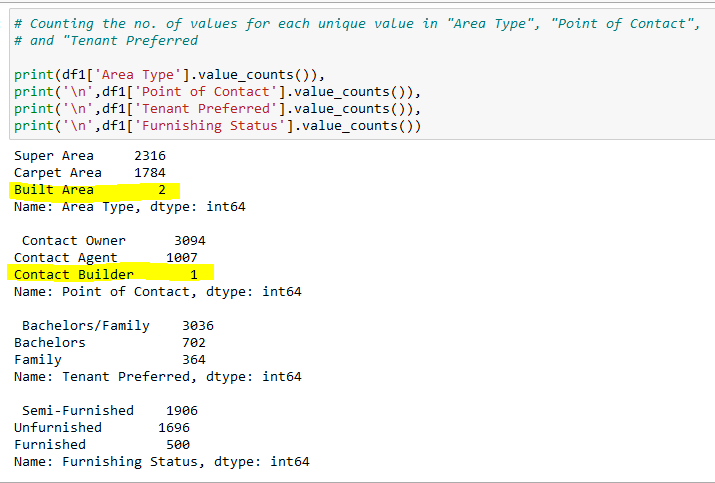 # Counting the no. of values for each unique value in "Area Type", "Point of Contact",
# and "Tenant Preferred
print(df1['Area Type'].value_counts()),
print('\n',df1['Point of Contact'].value_counts()),
print('\n',df1['Tenant Preferred'].value_counts()),
print('\n',df1['Furnishing Status'].value_counts())
Super Area     2316
Carpet Area    1784
Built Area        2
Name: Area Type, dtype: int64
 Contact Owner      3094
Contact Agent      1007
Contact Builder       1
Name: Point of Contact, dtype: int64
 Bachelors/Family    3036
Bachelors            702
Family               364
Name: Tenant Preferred, dtype: int64
 Semi-Furnished    1906
Unfurnished       1696
Furnished          500
Name: Furnishing Status, dtype: int64